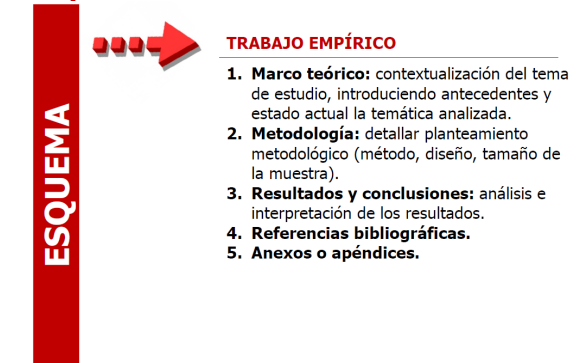 ESQUEMA
TRABAJO EMPÍRICO
1. Marco teórico: contextualización del tema
de estudio, introduciendo antecedentes y
estado actual la temática analizada.
2. Metodología: detallar planteamiento
metodológico (método, diseño, tamaño de
la muestra).
3. Resultados y conclusiones: análisis e
interpretación de los resultados.
4. Referencias bibliográficas.
5. Anexos o apéndices.